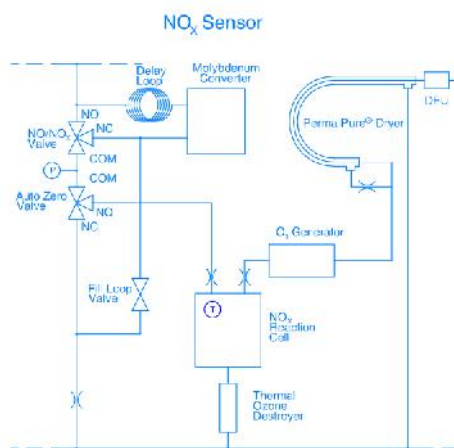 NOx Sensor
Delay
Loop
Molybdenum
Converter
NO
NO/NOx
Valve
NC
COM
P
COM
Auto Zero
Valve
NO
NC
Perma Pure® Dryer
DFU
O3 Generator
Fill Loop
Valve
T
NOx
Reaction
Cell
Thermal
Ozone
Destroyer